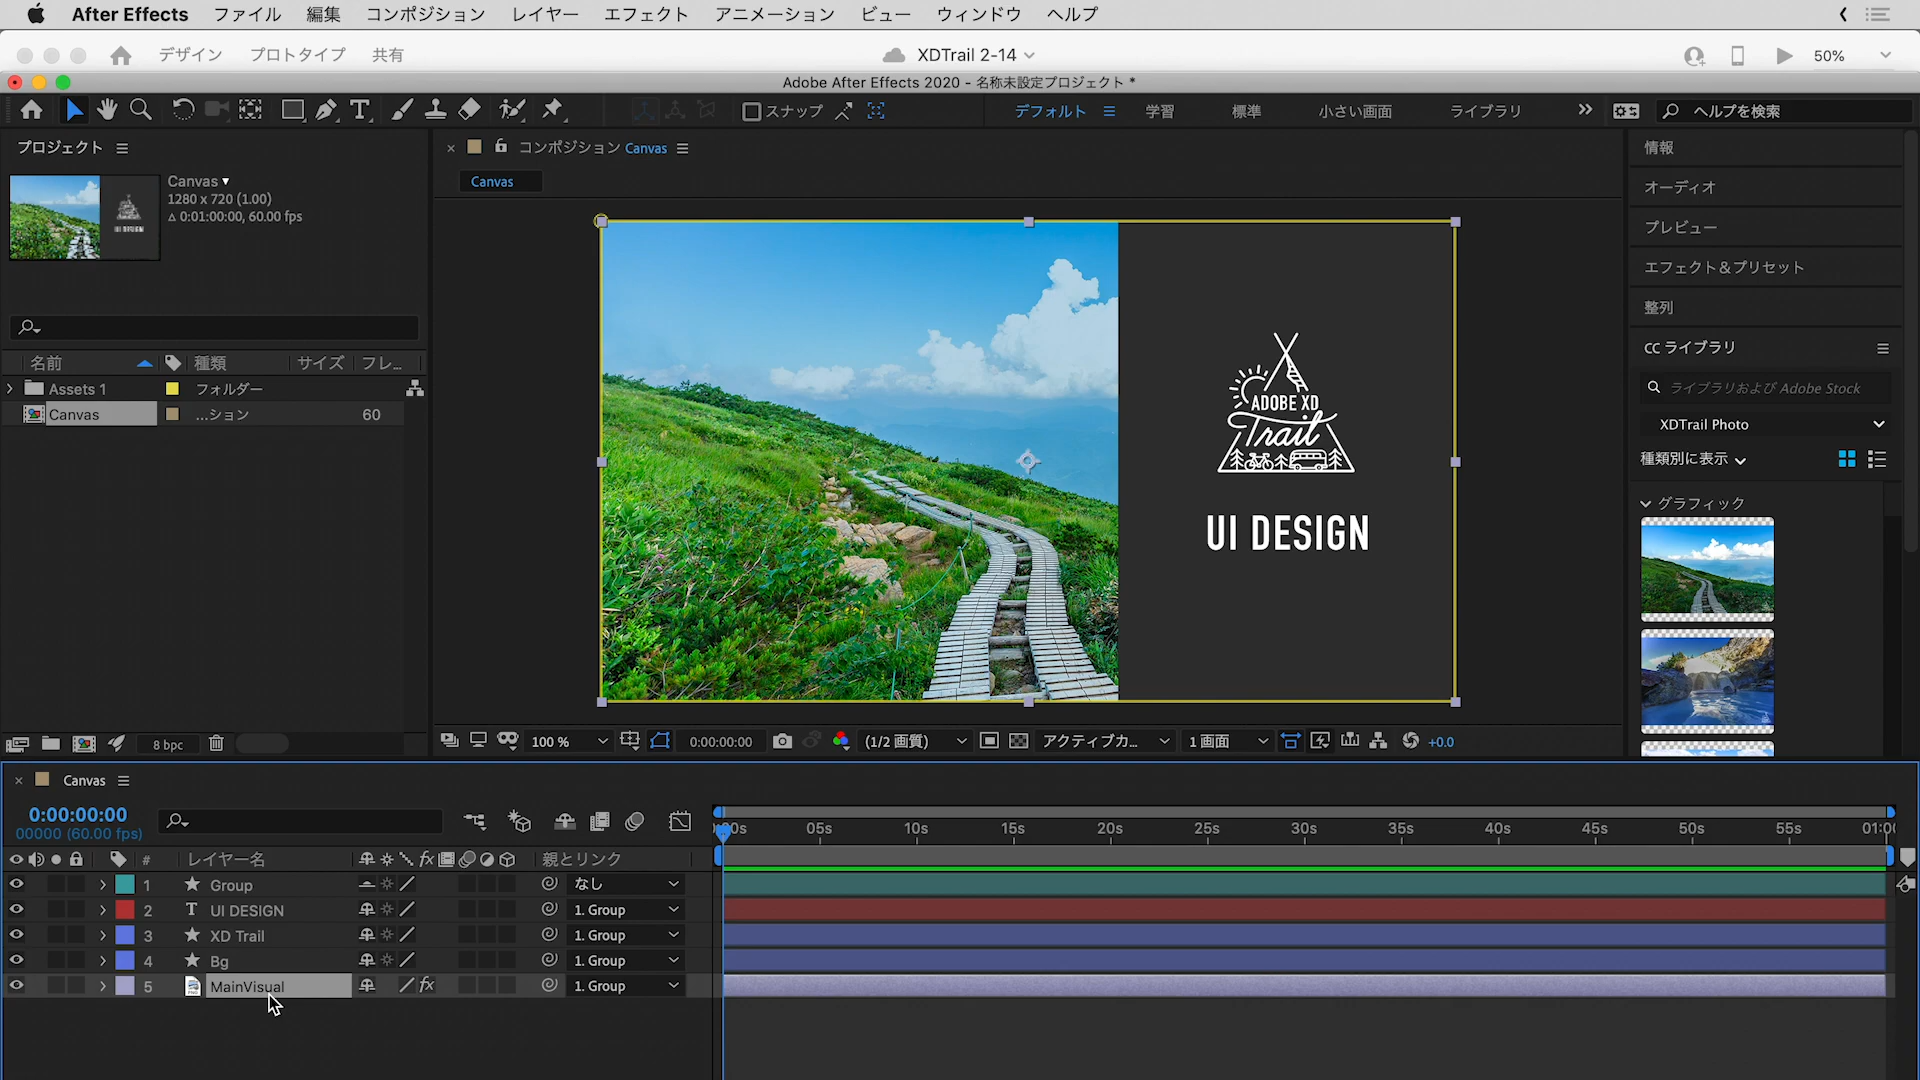 After Effects ファイル 編集 コンポジション レイヤー エフェクト アニメーション ビュー ウィンドウ ヘルプ
デザイン プロトタイプ 共有 XDTrail 2-14 50%
Adobe After Effects 2020 - 名称未設定プロジェクト *
スナップ デフォルト 学習 標準 小さい画面 ライブラリ ヘルプを検索
プロジェクト
Canvas
1280 x 720 (1.00)
Δ 0:01:00:00, 60.00 fps
名前 種類 サイズ フレ...
Assets 1 フォルダー
Canvas ...ション 60
8 bpc
コンポジション Canvas
Canvas
ADOBE XD
Trail
UI DESIGN
100 % 0:00:00:00 (1/2 画質) アクティブカ... 1 画面 +0.0
情報
オーディオ
プレビュー
エフェクト＆プリセット
整列
CC ライブラリ
ライブラリおよび Adobe Stock
XDTrail Photo
種類別に表示
グラフィック
Canvas
0:00:00:00
00000 (60.00 fps)
00s 05s 10s 15s 20s 25s 30s 35s 40s 45s 50s 55s 01:00
# レイヤー名 fx 親とリンク
1 Group なし
2 T UI DESIGN 1. Group
3 XD Trail 1. Group
4 Bg 1. Group
5 MainVisual fx 1. Group